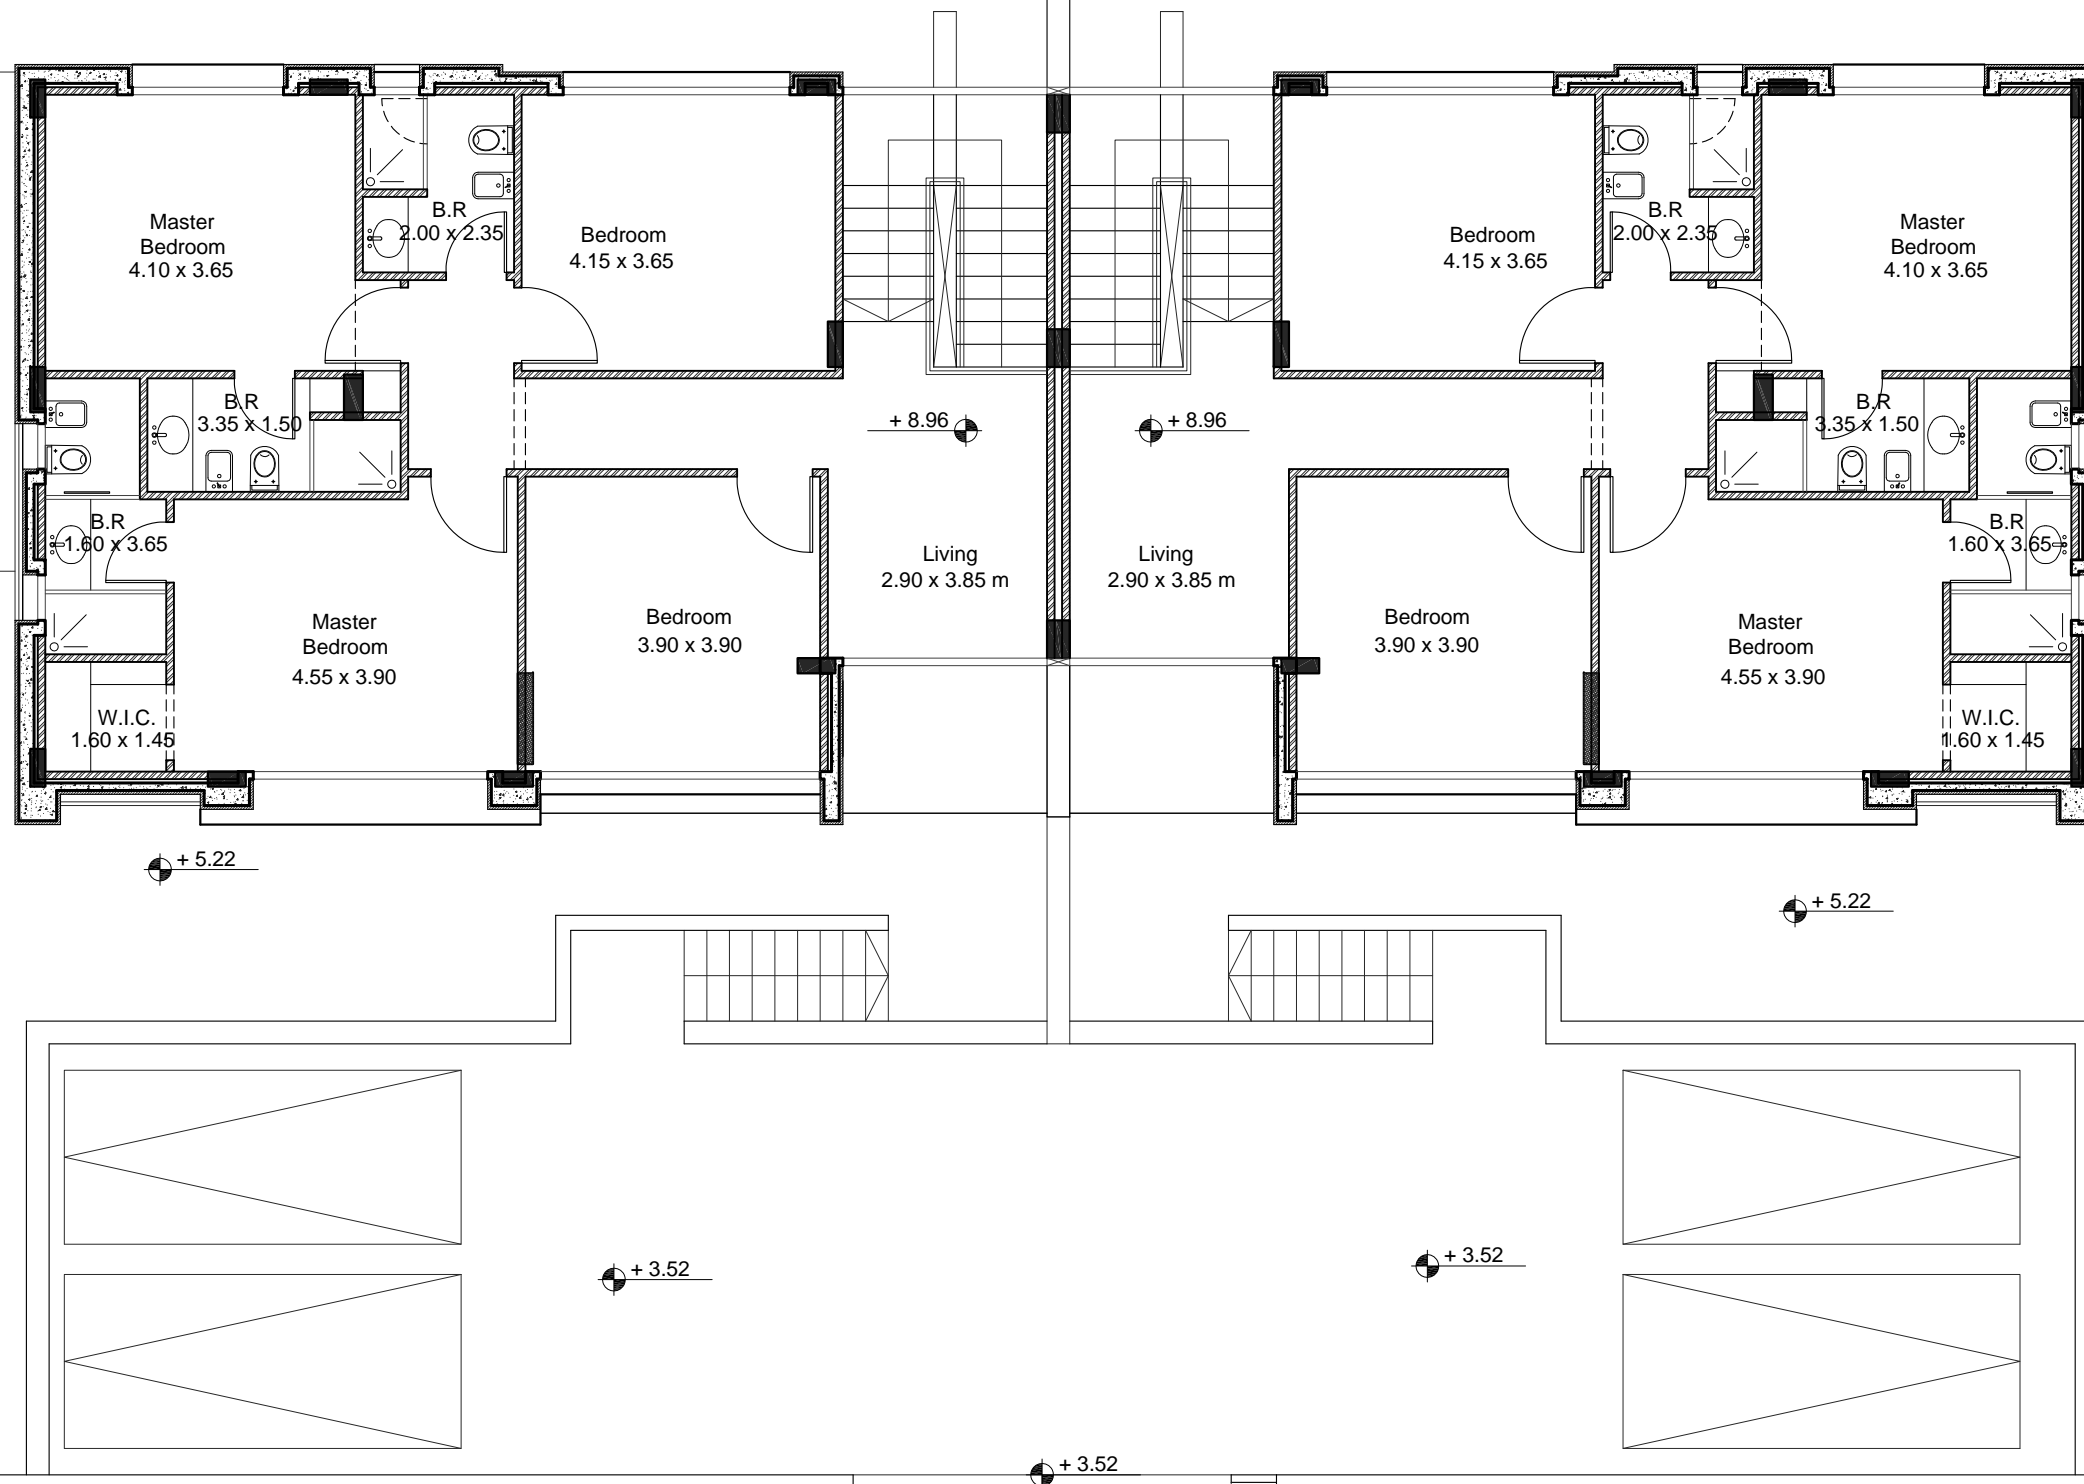 Master
Bedroom
4.10 x 3.65
B.R
2.00 x 2.35
Bedroom
4.15 x 3.65
Bedroom
4.15 x 3.65
B.R
2.00 x 2.35
Master
Bedroom
4.10 x 3.65
B.R
3.35 x 1.50
+ 8.96
+ 8.96
B.R
3.35 x 1.50
B.R
1.60 x 3.65
Living
2.90 x 3.85 m
Living
2.90 x 3.85 m
B.R
1.60 x 3.65
Master
Bedroom
4.55 x 3.90
Bedroom
3.90 x 3.90
Bedroom
3.90 x 3.90
Master
Bedroom
4.55 x 3.90
W.I.C.
1.60 x 1.45
W.I.C.
1.60 x 1.45
+ 5.22
+ 5.22
+ 3.52
+ 3.52
+ 3.52